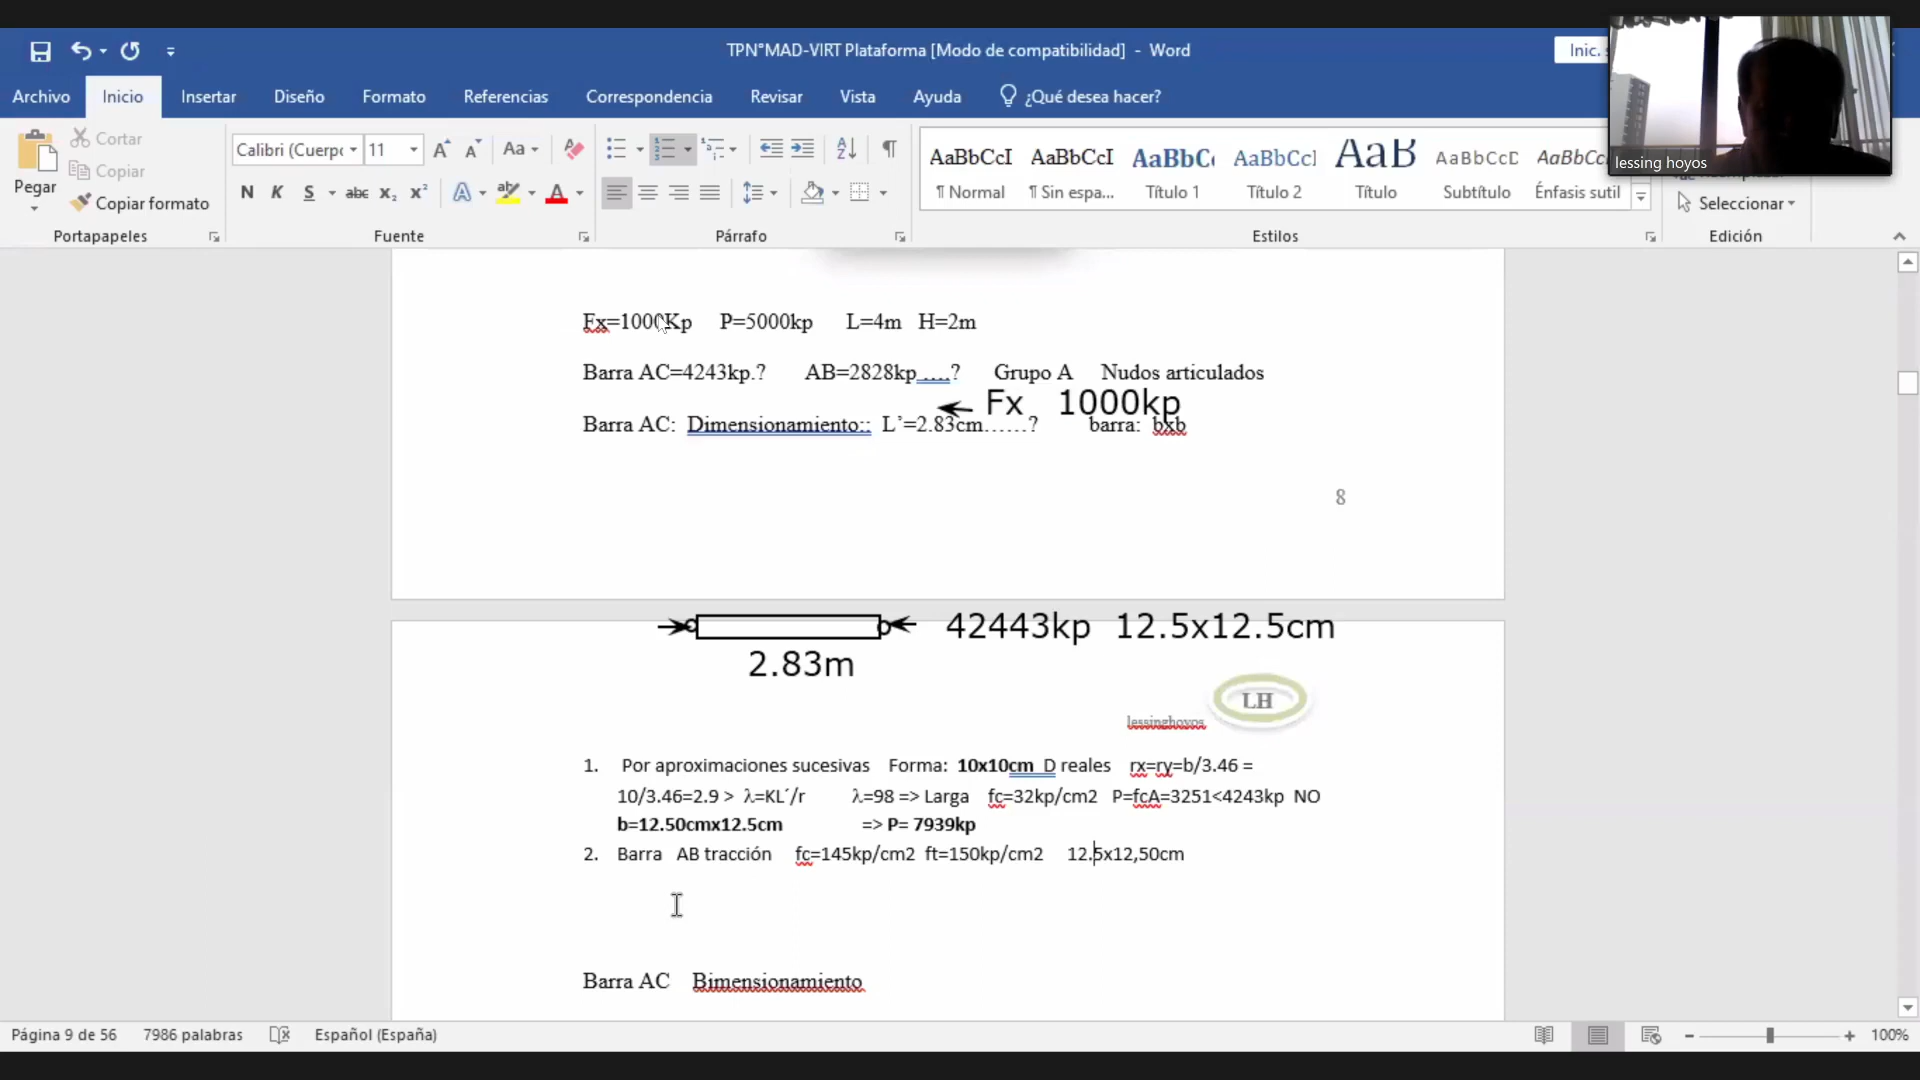 TPN°MAD-VIRT Plataforma [Modo de compatibilidad] - Word
Inic.
Archivo Inicio Insertar Diseño Formato Referencias Correspondencia Revisar Vista Ayuda ¿Qué desea hacer?
lessing hoyos
Pegar
Cortar
Copiar
Copiar formato
Portapapeles
Calibri (Cuerpo 11
Aa
N K S abc x₂ x² A A
Fuente
Párrafo
AaBbCcI AaBbCcI AaBbC AaBbCcI AaB AaBbCcD AaBbCcI
¶ Normal ¶ Sin espa... Título 1 Título 2 Título Subtítulo Énfasis sutil
Estilos
Seleccionar
Edición
Fx=1000Kp P=5000kp L=4m H=2m
Barra AC=4243kp.? AB=2828kp ....? Grupo A Nudos articulados
Fx 1000kp
Barra AC: Dimensionamiento:: L’=2.83cm......? barra: bxb
8
42443kp 12.5x12.5cm
2.83m
LH
lessinghoyos
1. Por aproximaciones sucesivas Forma: 10x10cm D reales rx=ry=b/3.46 =
10/3.46=2.9 > λ=KL´/r λ=98 => Larga fc=32kp/cm2 P=fcA=3251<4243kp NO
b=12.50cmx12.5cm => P= 7939kp
2. Barra AB tracción fc=145kp/cm2 ft=150kp/cm2 12.5x12,50cm
Barra AC Bimensionamiento
Página 9 de 56 7986 palabras Español (España) 100%